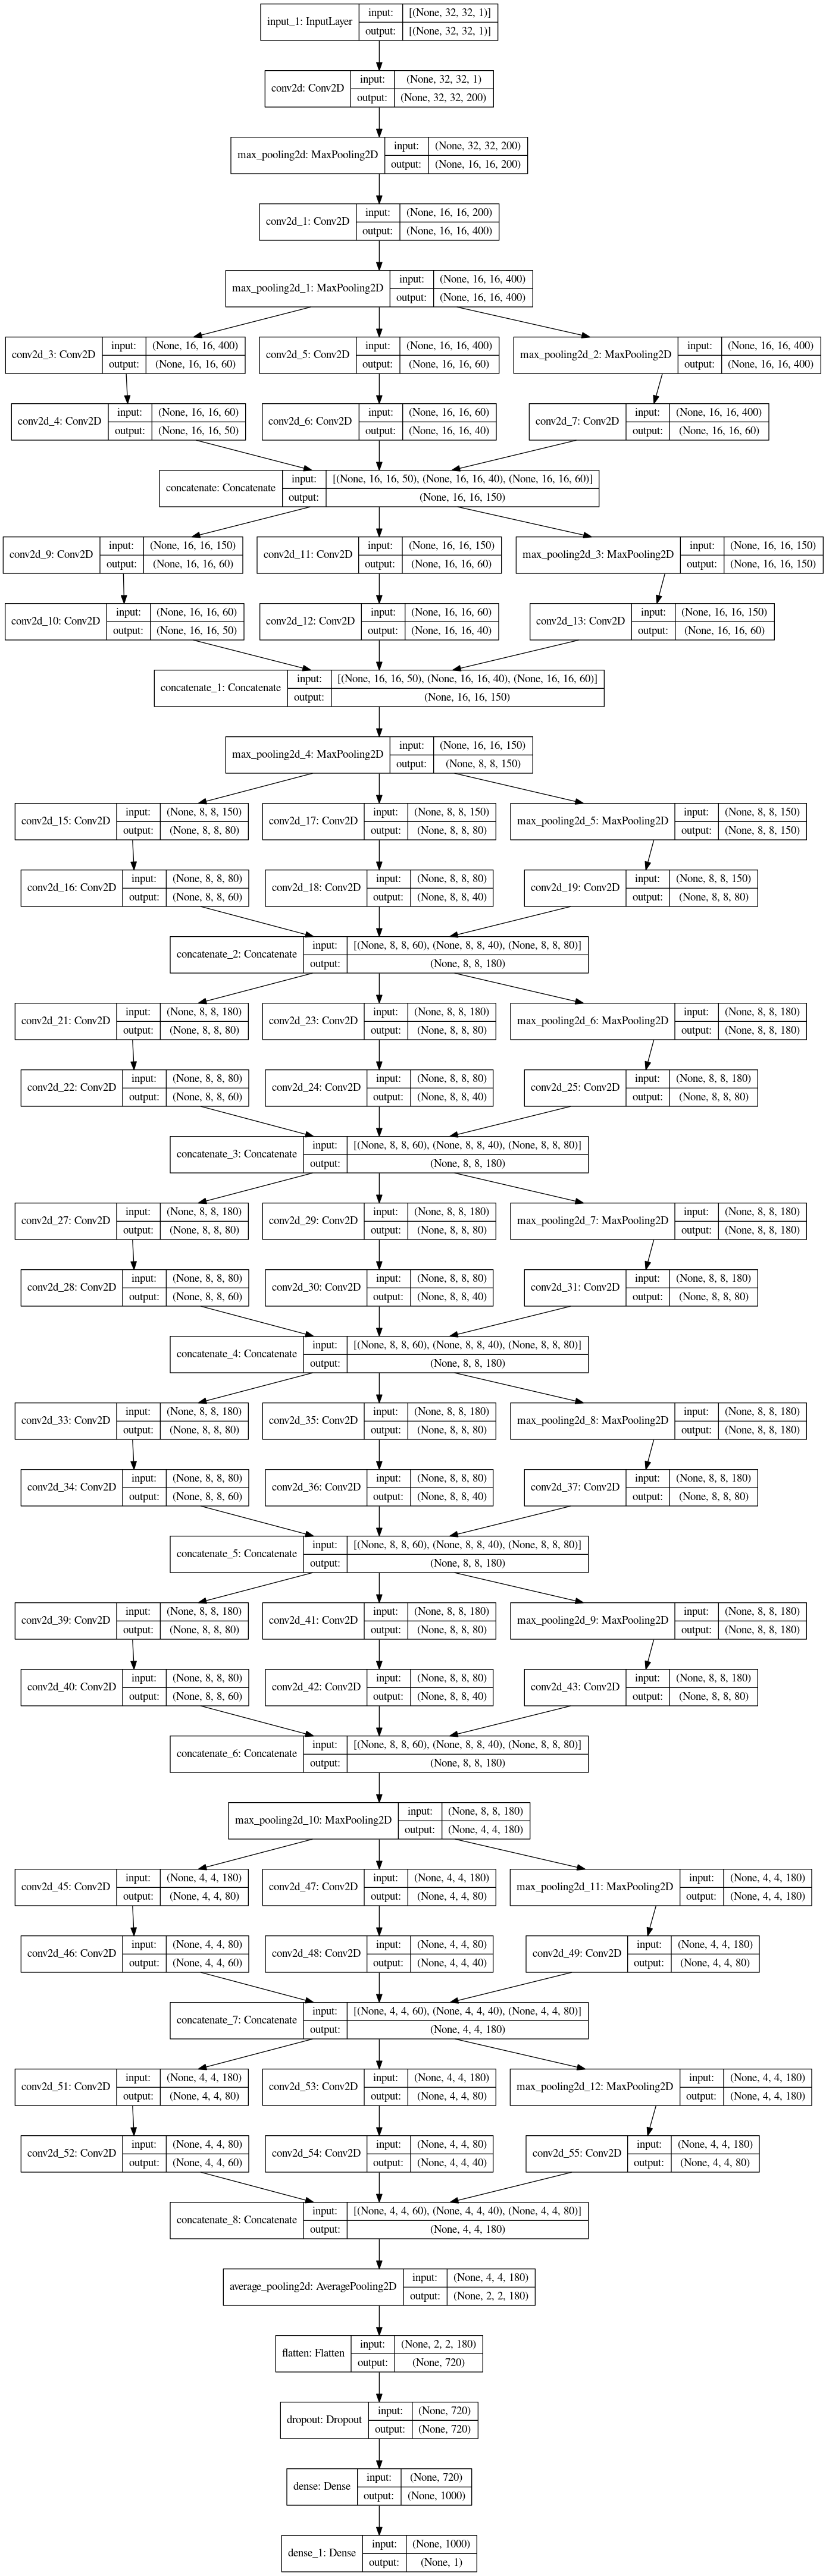 input_1: InputLayer input: [(None, 32, 32, 1)]
output: [(None, 32, 32, 1)]
conv2d: Conv2D input: (None, 32, 32, 1)
output: (None, 32, 32, 200)
max_pooling2d: MaxPooling2D input: (None, 32, 32, 200)
output: (None, 16, 16, 200)
conv2d_1: Conv2D input: (None, 16, 16, 200)
output: (None, 16, 16, 400)
max_pooling2d_1: MaxPooling2D input: (None, 16, 16, 400)
output: (None, 16, 16, 400)
conv2d_3: Conv2D input: (None, 16, 16, 400)
output: (None, 16, 16, 60)
conv2d_5: Conv2D input: (None, 16, 16, 400)
output: (None, 16, 16, 60)
max_pooling2d_2: MaxPooling2D input: (None, 16, 16, 400)
output: (None, 16, 16, 400)
conv2d_4: Conv2D input: (None, 16, 16, 60)
output: (None, 16, 16, 50)
conv2d_6: Conv2D input: (None, 16, 16, 60)
output: (None, 16, 16, 40)
conv2d_7: Conv2D input: (None, 16, 16, 400)
output: (None, 16, 16, 60)
concatenate: Concatenate input: [(None, 16, 16, 50), (None, 16, 16, 40), (None, 16, 16, 60)]
output: (None, 16, 16, 150)
conv2d_9: Conv2D input: (None, 16, 16, 150)
output: (None, 16, 16, 60)
conv2d_11: Conv2D input: (None, 16, 16, 150)
output: (None, 16, 16, 60)
max_pooling2d_3: MaxPooling2D input: (None, 16, 16, 150)
output: (None, 16, 16, 150)
conv2d_10: Conv2D input: (None, 16, 16, 60)
output: (None, 16, 16, 50)
conv2d_12: Conv2D input: (None, 16, 16, 60)
output: (None, 16, 16, 40)
conv2d_13: Conv2D input: (None, 16, 16, 150)
output: (None, 16, 16, 60)
concatenate_1: Concatenate input: [(None, 16, 16, 50), (None, 16, 16, 40), (None, 16, 16, 60)]
output: (None, 16, 16, 150)
max_pooling2d_4: MaxPooling2D input: (None, 16, 16, 150)
output: (None, 8, 8, 150)
conv2d_15: Conv2D input: (None, 8, 8, 150)
output: (None, 8, 8, 80)
conv2d_17: Conv2D input: (None, 8, 8, 150)
output: (None, 8, 8, 80)
max_pooling2d_5: MaxPooling2D input: (None, 8, 8, 150)
output: (None, 8, 8, 150)
conv2d_16: Conv2D input: (None, 8, 8, 80)
output: (None, 8, 8, 60)
conv2d_18: Conv2D input: (None, 8, 8, 80)
output: (None, 8, 8, 40)
conv2d_19: Conv2D input: (None, 8, 8, 150)
output: (None, 8, 8, 80)
concatenate_2: Concatenate input: [(None, 8, 8, 60), (None, 8, 8, 40), (None, 8, 8, 80)]
output: (None, 8, 8, 180)
conv2d_21: Conv2D input: (None, 8, 8, 180)
output: (None, 8, 8, 80)
conv2d_23: Conv2D input: (None, 8, 8, 180)
output: (None, 8, 8, 80)
max_pooling2d_6: MaxPooling2D input: (None, 8, 8, 180)
output: (None, 8, 8, 180)
conv2d_22: Conv2D input: (None, 8, 8, 80)
output: (None, 8, 8, 60)
conv2d_24: Conv2D input: (None, 8, 8, 80)
output: (None, 8, 8, 40)
conv2d_25: Conv2D input: (None, 8, 8, 180)
output: (None, 8, 8, 80)
concatenate_3: Concatenate input: [(None, 8, 8, 60), (None, 8, 8, 40), (None, 8, 8, 80)]
output: (None, 8, 8, 180)
conv2d_27: Conv2D input: (None, 8, 8, 180)
output: (None, 8, 8, 80)
conv2d_29: Conv2D input: (None, 8, 8, 180)
output: (None, 8, 8, 80)
max_pooling2d_7: MaxPooling2D input: (None, 8, 8, 180)
output: (None, 8, 8, 180)
conv2d_28: Conv2D input: (None, 8, 8, 80)
output: (None, 8, 8, 60)
conv2d_30: Conv2D input: (None, 8, 8, 80)
output: (None, 8, 8, 40)
conv2d_31: Conv2D input: (None, 8, 8, 180)
output: (None, 8, 8, 80)
concatenate_4: Concatenate input: [(None, 8, 8, 60), (None, 8, 8, 40), (None, 8, 8, 80)]
output: (None, 8, 8, 180)
conv2d_33: Conv2D input: (None, 8, 8, 180)
output: (None, 8, 8, 80)
conv2d_35: Conv2D input: (None, 8, 8, 180)
output: (None, 8, 8, 80)
max_pooling2d_8: MaxPooling2D input: (None, 8, 8, 180)
output: (None, 8, 8, 180)
conv2d_34: Conv2D input: (None, 8, 8, 80)
output: (None, 8, 8, 60)
conv2d_36: Conv2D input: (None, 8, 8, 80)
output: (None, 8, 8, 40)
conv2d_37: Conv2D input: (None, 8, 8, 180)
output: (None, 8, 8, 80)
concatenate_5: Concatenate input: [(None, 8, 8, 60), (None, 8, 8, 40), (None, 8, 8, 80)]
output: (None, 8, 8, 180)
conv2d_39: Conv2D input: (None, 8, 8, 180)
output: (None, 8, 8, 80)
conv2d_41: Conv2D input: (None, 8, 8, 180)
output: (None, 8, 8, 80)
max_pooling2d_9: MaxPooling2D input: (None, 8, 8, 180)
output: (None, 8, 8, 180)
conv2d_40: Conv2D input: (None, 8, 8, 80)
output: (None, 8, 8, 60)
conv2d_42: Conv2D input: (None, 8, 8, 80)
output: (None, 8, 8, 40)
conv2d_43: Conv2D input: (None, 8, 8, 180)
output: (None, 8, 8, 80)
concatenate_6: Concatenate input: [(None, 8, 8, 60), (None, 8, 8, 40), (None, 8, 8, 80)]
output: (None, 8, 8, 180)
max_pooling2d_10: MaxPooling2D input: (None, 8, 8, 180)
output: (None, 4, 4, 180)
conv2d_45: Conv2D input: (None, 4, 4, 180)
output: (None, 4, 4, 80)
conv2d_47: Conv2D input: (None, 4, 4, 180)
output: (None, 4, 4, 80)
max_pooling2d_11: MaxPooling2D input: (None, 4, 4, 180)
output: (None, 4, 4, 180)
conv2d_46: Conv2D input: (None, 4, 4, 80)
output: (None, 4, 4, 60)
conv2d_48: Conv2D input: (None, 4, 4, 80)
output: (None, 4, 4, 40)
conv2d_49: Conv2D input: (None, 4, 4, 180)
output: (None, 4, 4, 80)
concatenate_7: Concatenate input: [(None, 4, 4, 60), (None, 4, 4, 40), (None, 4, 4, 80)]
output: (None, 4, 4, 180)
conv2d_51: Conv2D input: (None, 4, 4, 180)
output: (None, 4, 4, 80)
conv2d_53: Conv2D input: (None, 4, 4, 180)
output: (None, 4, 4, 80)
max_pooling2d_12: MaxPooling2D input: (None, 4, 4, 180)
output: (None, 4, 4, 180)
conv2d_52: Conv2D input: (None, 4, 4, 80)
output: (None, 4, 4, 60)
conv2d_54: Conv2D input: (None, 4, 4, 80)
output: (None, 4, 4, 40)
conv2d_55: Conv2D input: (None, 4, 4, 180)
output: (None, 4, 4, 80)
concatenate_8: Concatenate input: [(None, 4, 4, 60), (None, 4, 4, 40), (None, 4, 4, 80)]
output: (None, 4, 4, 180)
average_pooling2d: AveragePooling2D input: (None, 4, 4, 180)
output: (None, 2, 2, 180)
flatten: Flatten input: (None, 2, 2, 180)
output: (None, 720)
dropout: Dropout input: (None, 720)
output: (None, 720)
dense: Dense input: (None, 720)
output: (None, 1000)
dense_1: Dense input: (None, 1000)
output: (None, 1)